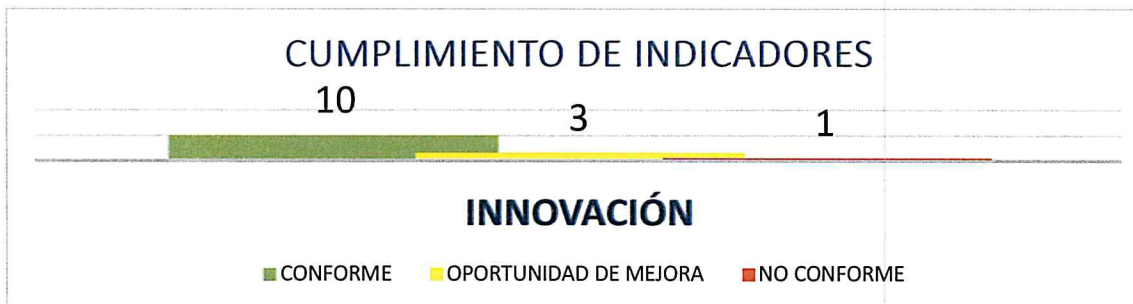 CUMPLIMIENTO DE INDICADORES
10 3 1
INNOVACIÓN
CONFORME OPORTUNIDAD DE MEJORA NO CONFORME